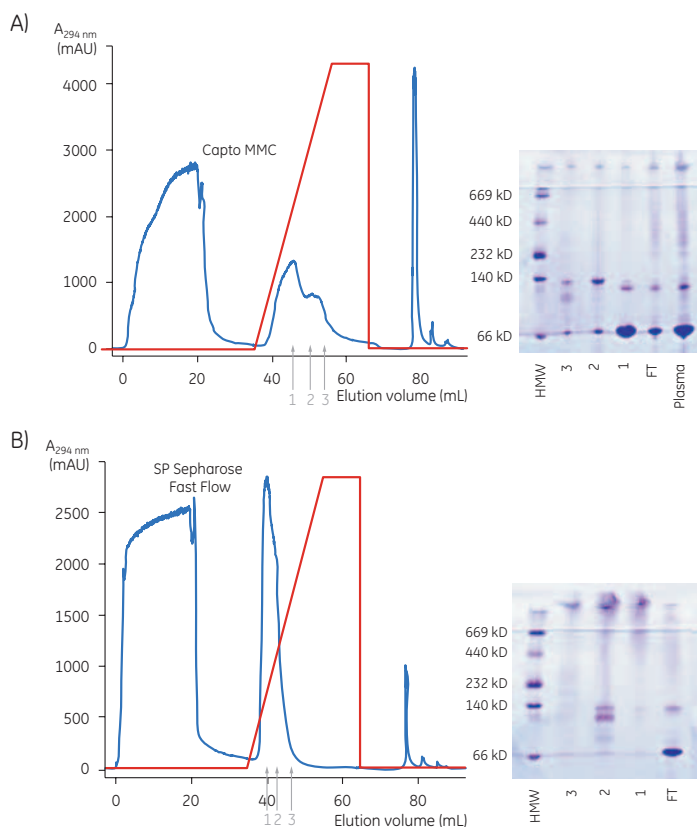 A)
A294 nm
(mAU)
4000
3000
2000
1000
0
Capto MMC
0 20 40 60 80
1 2 3
Elution volume (mL)
669 kD
440 kD
232 kD
140 kD
66 kD
HMW 3 2 1 FT Plasma
B)
A294 nm
(mAU)
SP Sepharose
Fast Flow
2500
2000
1500
1000
500
0
0 20 40 60 80
1 2 3
Elution volume (mL)
669 kD
440 kD
232 kD
140 kD
66 kD
HMW 3 2 1 FT